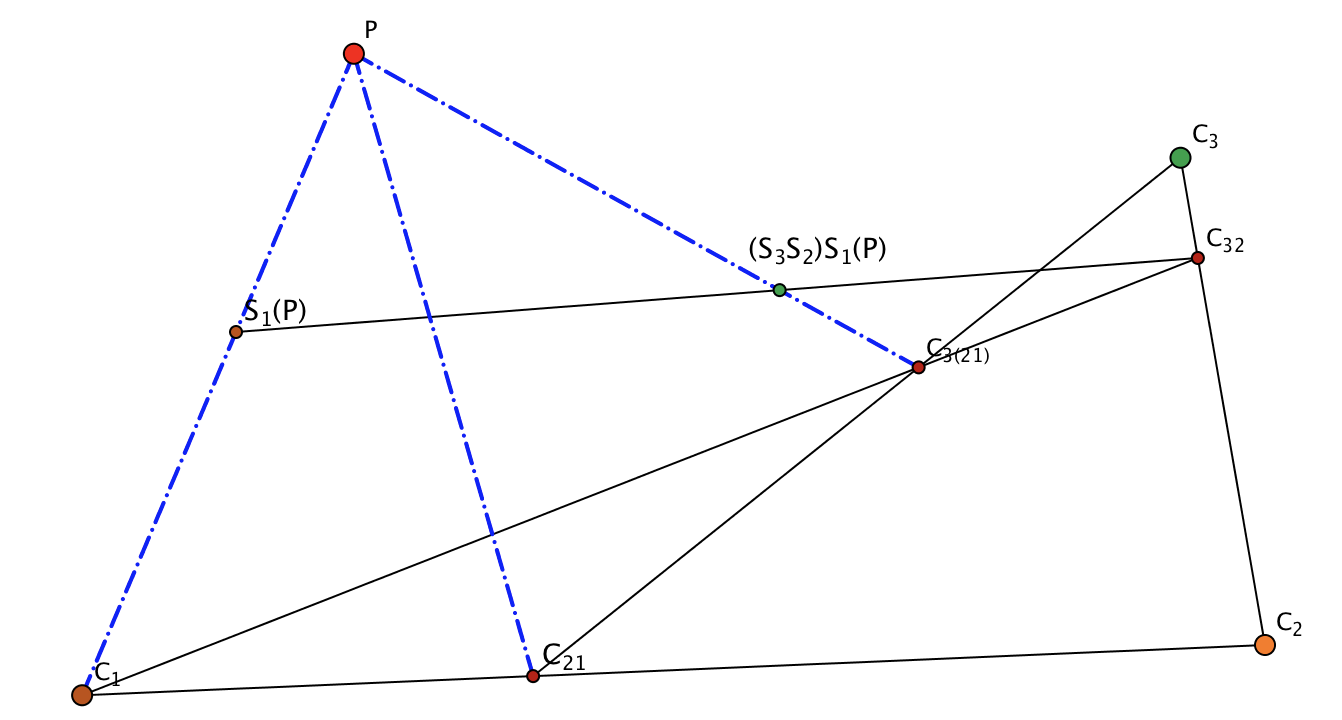 P
C₃
C₃₂
(S₃S₂)S₁(P)
S₁(P)
C₃₍₂₁₎
C₂
C₂₁
C₁